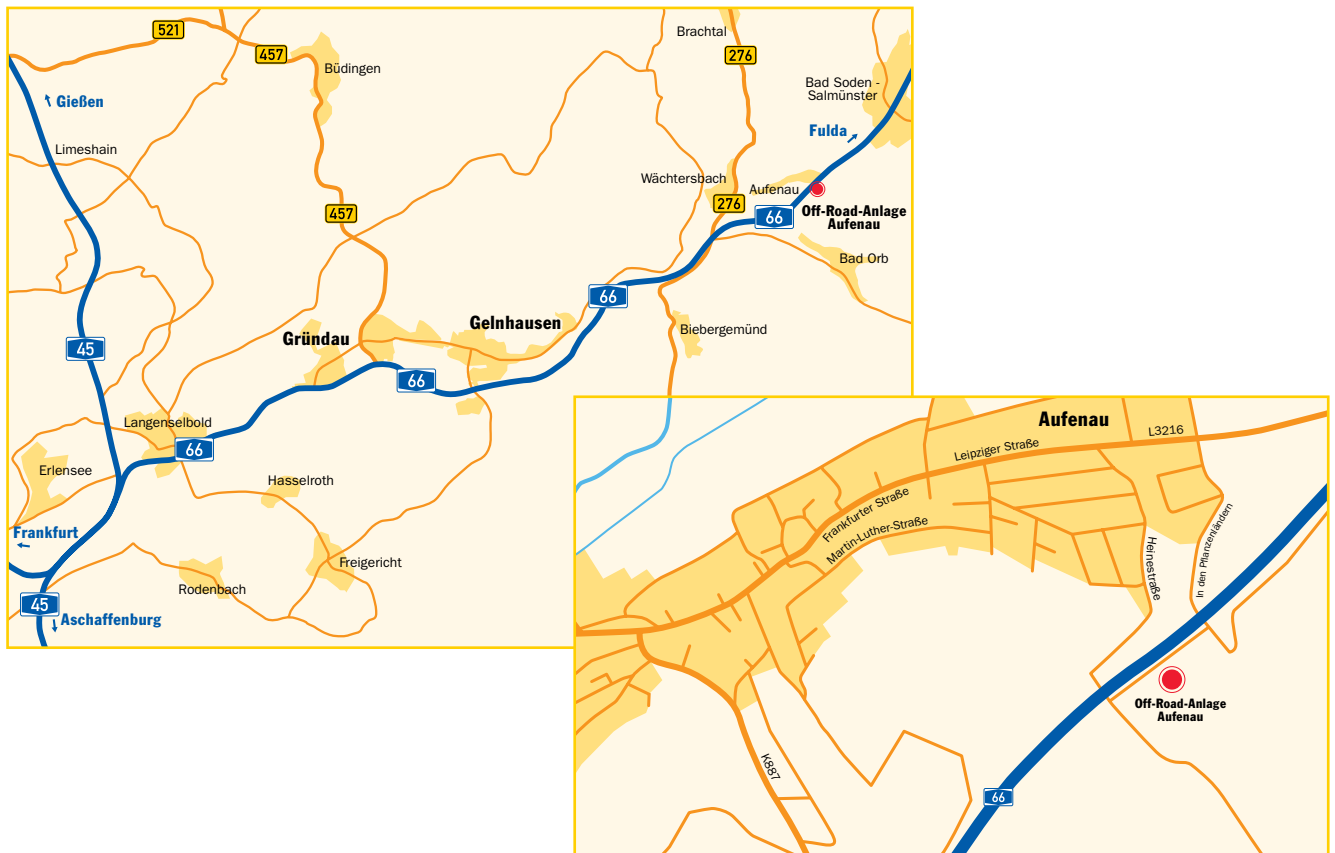 521
457
Büdingen
Brachtal
276
Bad Soden -
Salmünster
Gießen
Fulda
Limeshain
Wächtersbach
Aufenau
276
66
Off-Road-Anlage
Aufenau
457
Bad Orb
66
Gelnhausen
Biebergemünd
Gründau
45
66
Langenselbold
66
Erlensee
Hasselroth
Frankfurt
Freigericht
Rodenbach
45
Aschaffenburg
Aufenau
L3216
Leipziger Straße
Frankfurter Straße
Martin-Luther-Straße
Heinestraße
In den Pflanzenländern
Off-Road-Anlage
Aufenau
K887
66